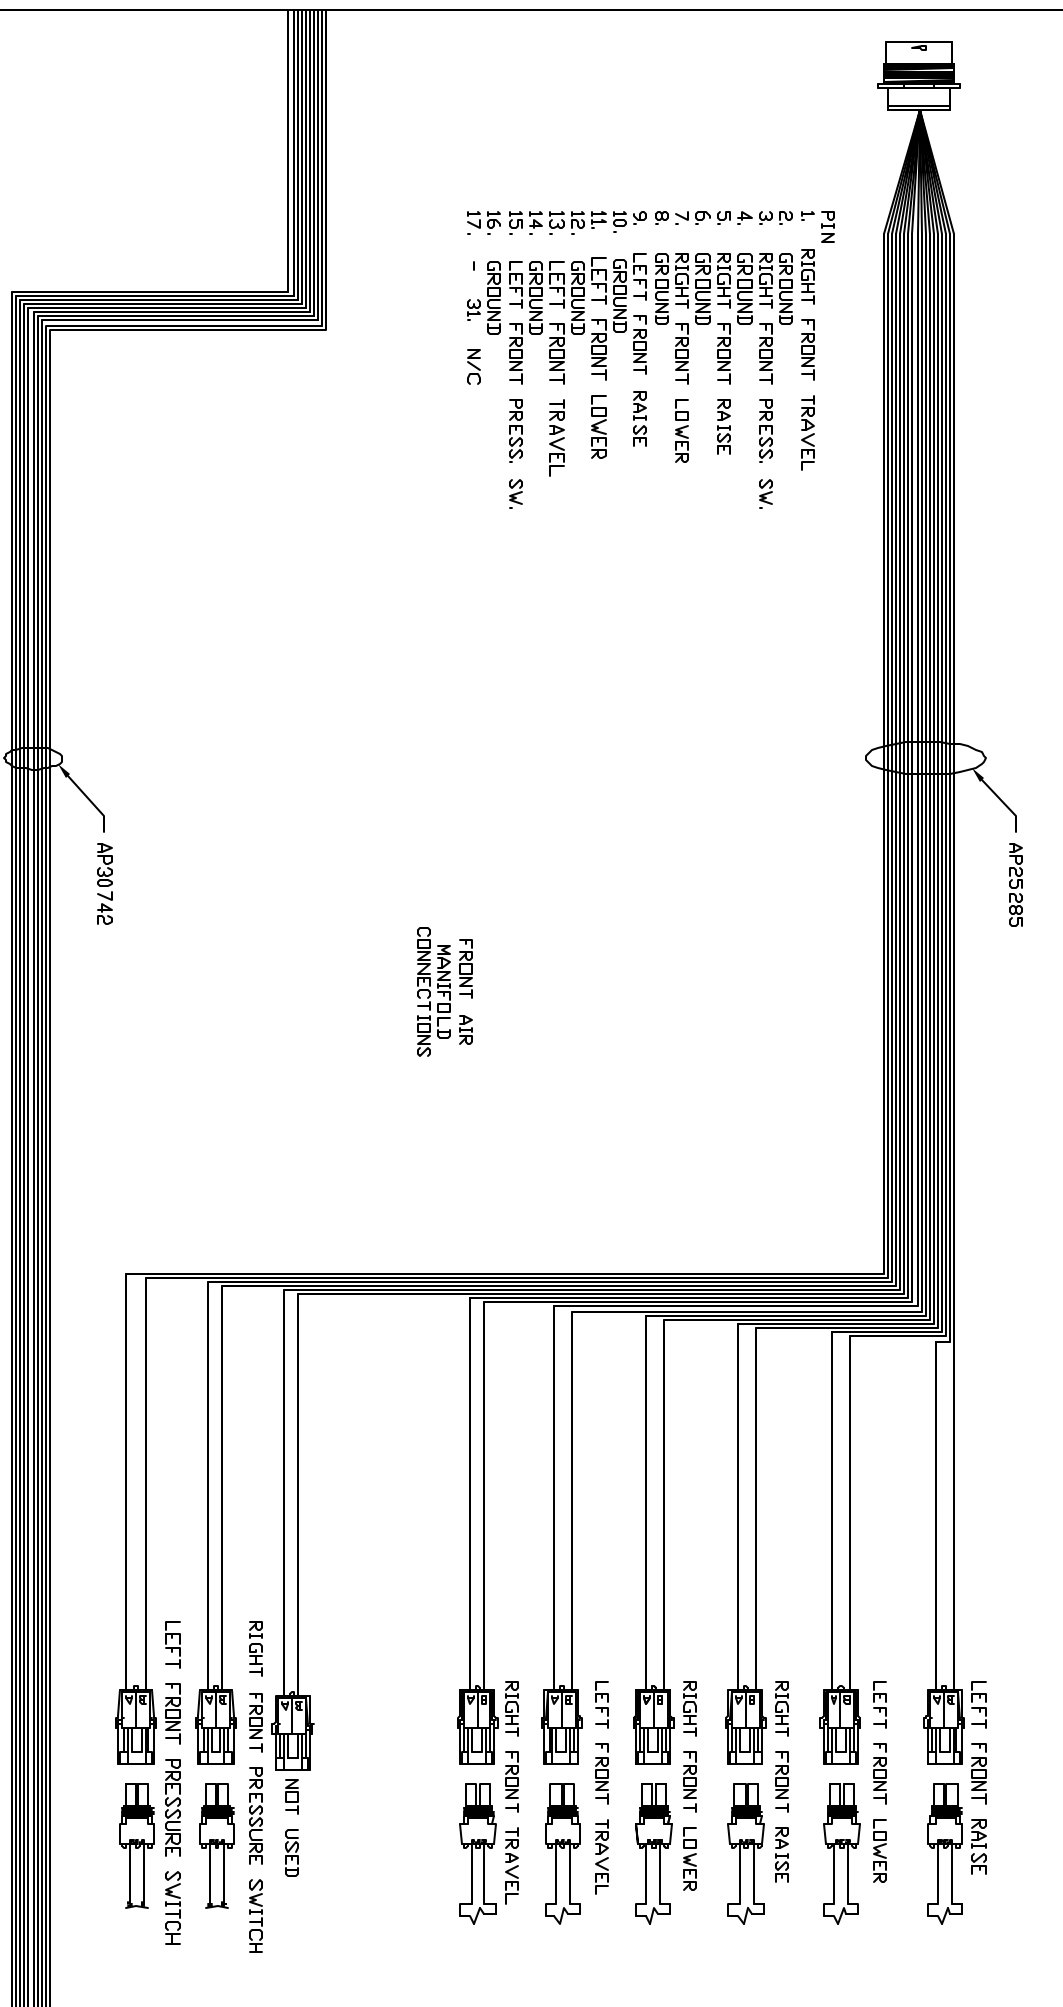 PIN
1. RIGHT FRONT TRAVEL
2. GROUND
3. RIGHT FRONT PRESS. SW.
4. GROUND
5. RIGHT FRONT RAISE
6. GROUND
7. RIGHT FRONT LOWER
8. GROUND
9. LEFT FRONT RAISE
10. GROUND
11. LEFT FRONT LOWER
12. GROUND
13. LEFT FRONT TRAVEL
14. GROUND
15. LEFT FRONT PRESS. SW.
16. GROUND
17. - 31. N/C
AP25285
AP30742
FRONT AIR
MANIFOLD
CONNECTIONS
LEFT FRONT RAISE
B
A
LEFT FRONT LOWER
A
RIGHT FRONT RAISE
B
A
RIGHT FRONT LOWER
B
A
LEFT FRONT TRAVEL
B
A
RIGHT FRONT TRAVEL
B
A
NOT USED
B
A
RIGHT FRONT PRESSURE SWITCH
B
A
LEFT FRONT PRESSURE SWITCH
B
A